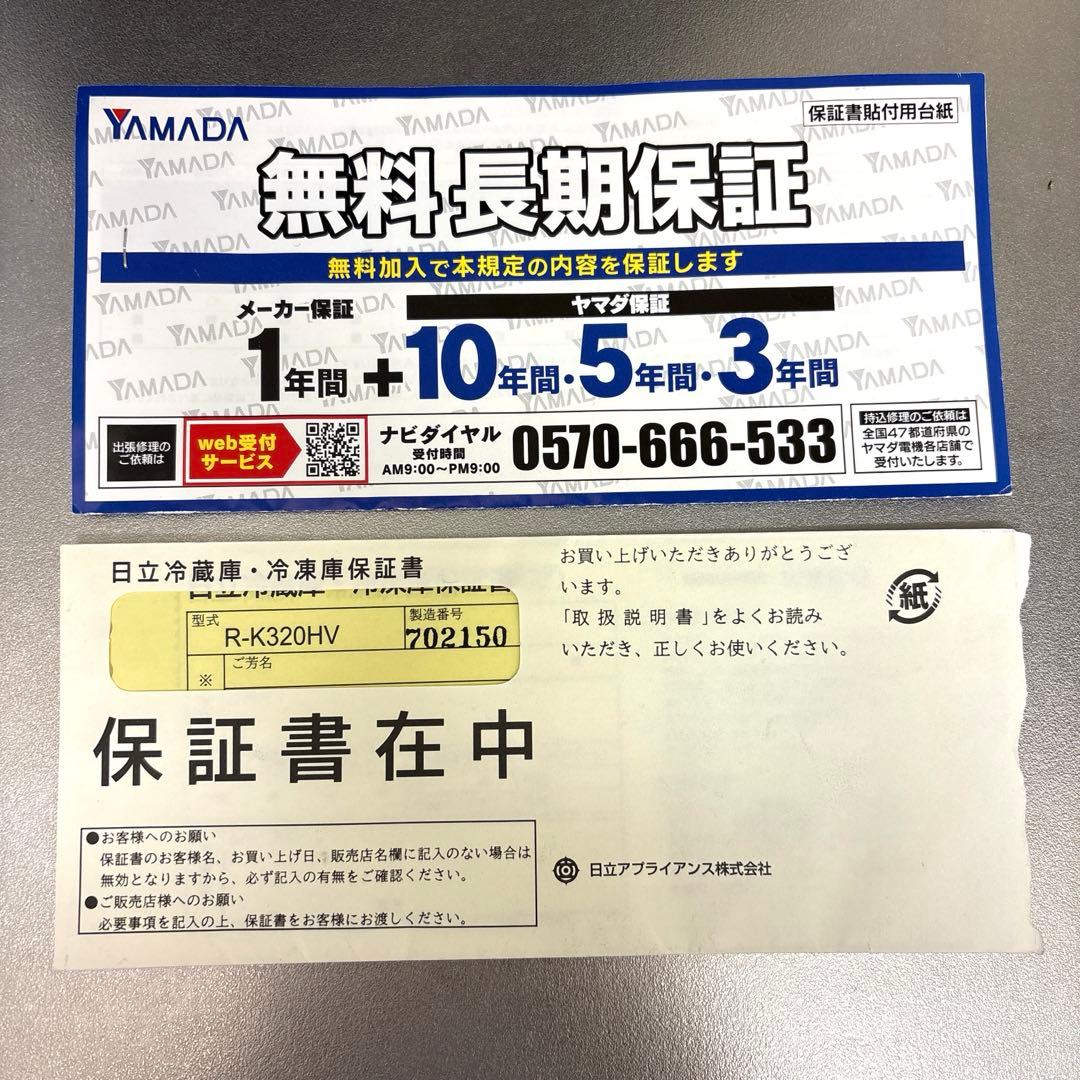 YAMADA
保証書貼付用台紙
無料長期保証
無料加入で本規定の内容を保証します
メーカー保証
ヤマダ保証
1年間+10年間・5年間・3年間
出張修理の
ご依頼は
web受付
サービス
ナビダイヤル
受付時間
AM9:00〜PM9:00
0570-666-533
持込修理のご依頼は
全国47都道府県の
ヤマダ電機各店舗で
受付いたします。
日立冷蔵庫・冷凍庫保証書
日立冷蔵庫・冷凍庫保証書
型式
R-K320HV
製造番号
702150
※
ご芳名
保証書在中
●お客様へのお願い
保証書のお客様名、お買い上げ日、販売店名欄に記入のない場合は
無効となりますから、必ず記入の有無をご確認ください。
●ご販売店様へのお願い
必要事項を記入の上、保証書をお客様にお渡しください。
お買い上げいただきありがとうござ
います。
「取扱説明書」をよくお読み
いただき、正しくお使いください。
紙
日立アプライアンス株式会社